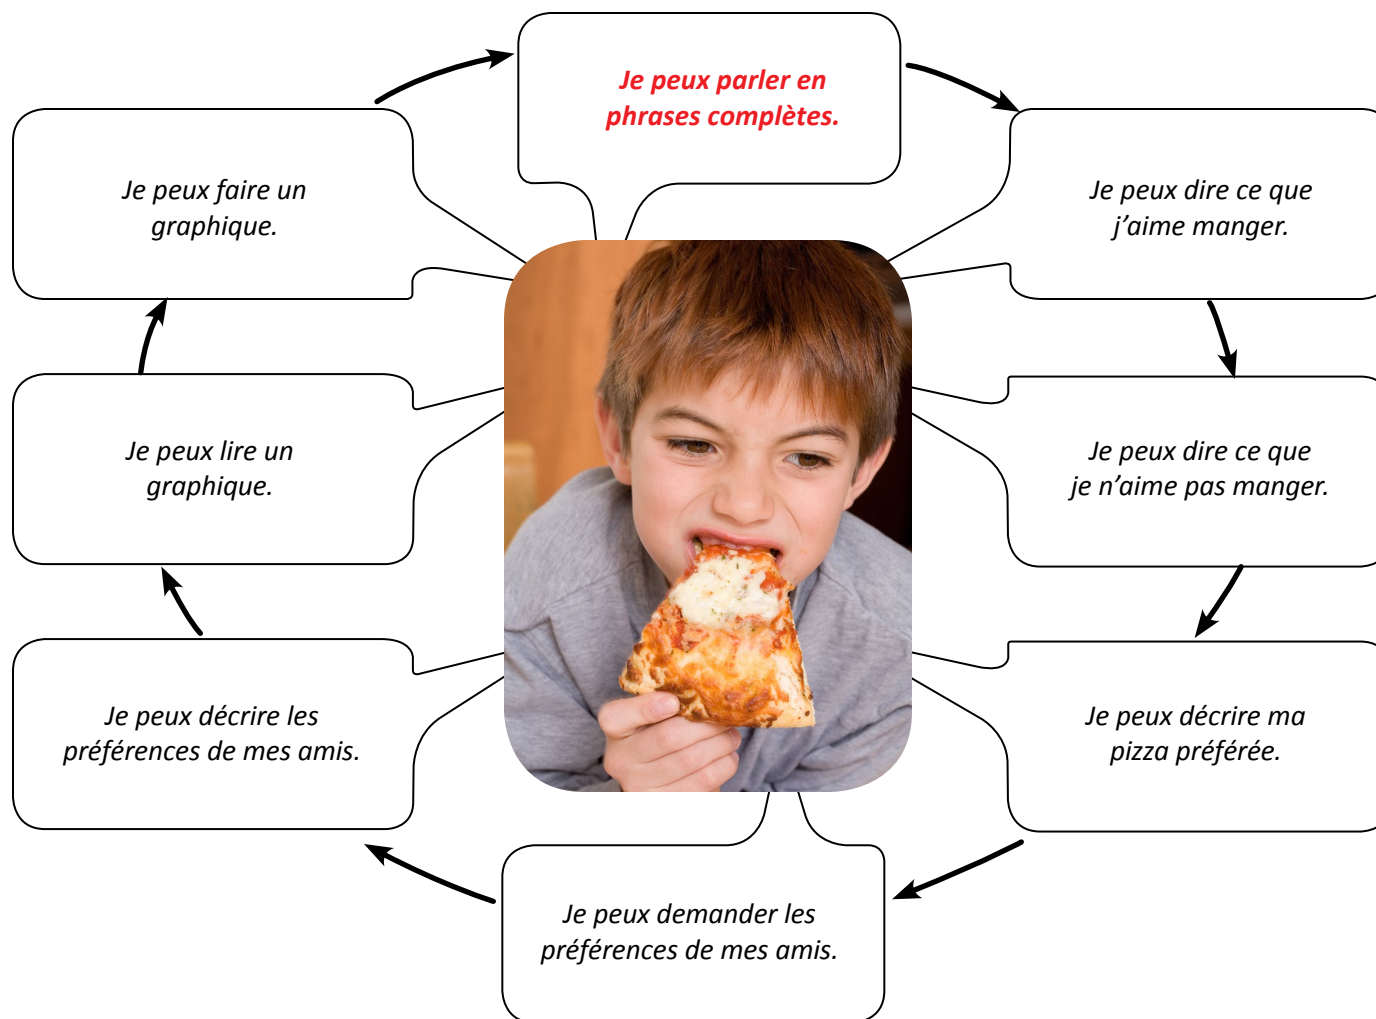 Je peux parler en
phrases complètes.
Je peux dire ce que
j’aime manger.
Je peux dire ce que
je n’aime pas manger.
Je peux décrire ma
pizza préférée.
Je peux demander les
préférences de mes amis.
Je peux décrire les
préférences de mes amis.
Je peux lire un
graphique.
Je peux faire un
graphique.